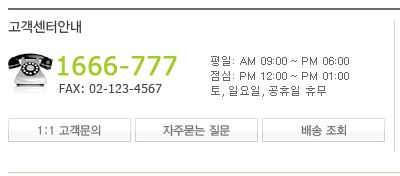 고객센터안내
1666-777
FAX: 02-123-4567
평일: AM 09:00 ~ PM 06:00
점심: PM 12:00 ~ PM 01:00
토, 일요일, 공휴일 휴무
1:1 고객문의
자주묻는 질문
배송 조회